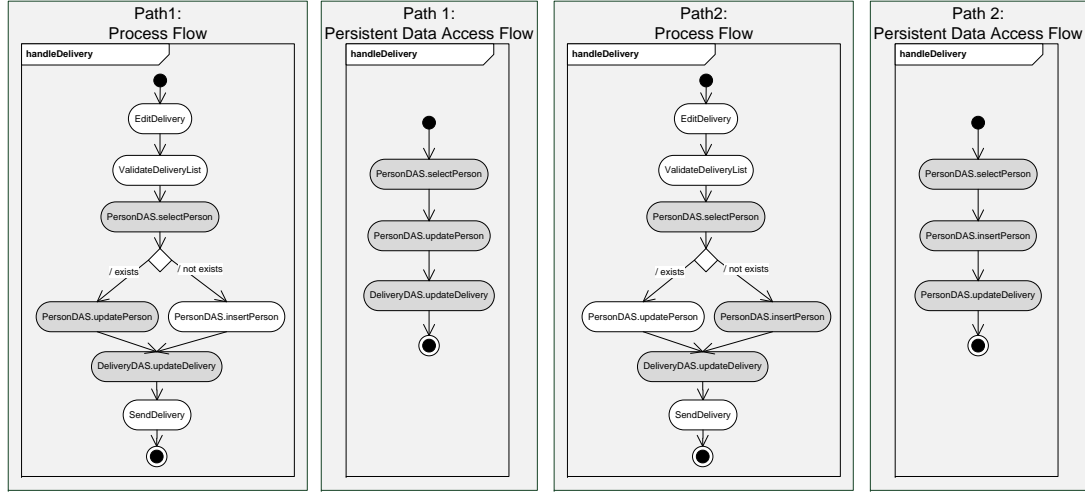 Path1:
Process Flow
handleDelivery
EditDelivery
ValidateDeliveryList
PersonDAS.selectPerson
/ exists
/ not exists
PersonDAS.updatePerson
PersonDAS.insertPerson
DeliveryDAS.updateDelivery
SendDelivery
Path 1:
Persistent Data Access Flow
handleDelivery
PersonDAS.selectPerson
PersonDAS.updatePerson
DeliveryDAS.updateDelivery
Path2:
Process Flow
handleDelivery
EditDelivery
ValidateDeliveryList
PersonDAS.selectPerson
/ exists
/ not exists
PersonDAS.updatePerson
PersonDAS.insertPerson
DeliveryDAS.updateDelivery
SendDelivery
Path 2:
Persistent Data Access Flow
handleDelivery
PersonDAS.selectPerson
PersonDAS.insertPerson
PersonDAS.updateDelivery